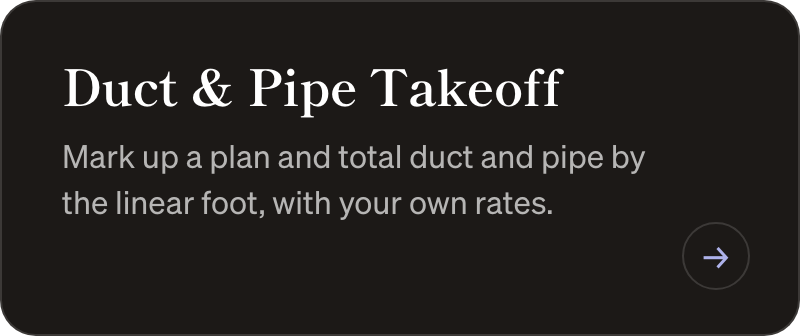 Duct & Pipe Takeoff
Mark up a plan and total duct and pipe by
the linear foot, with your own rates.